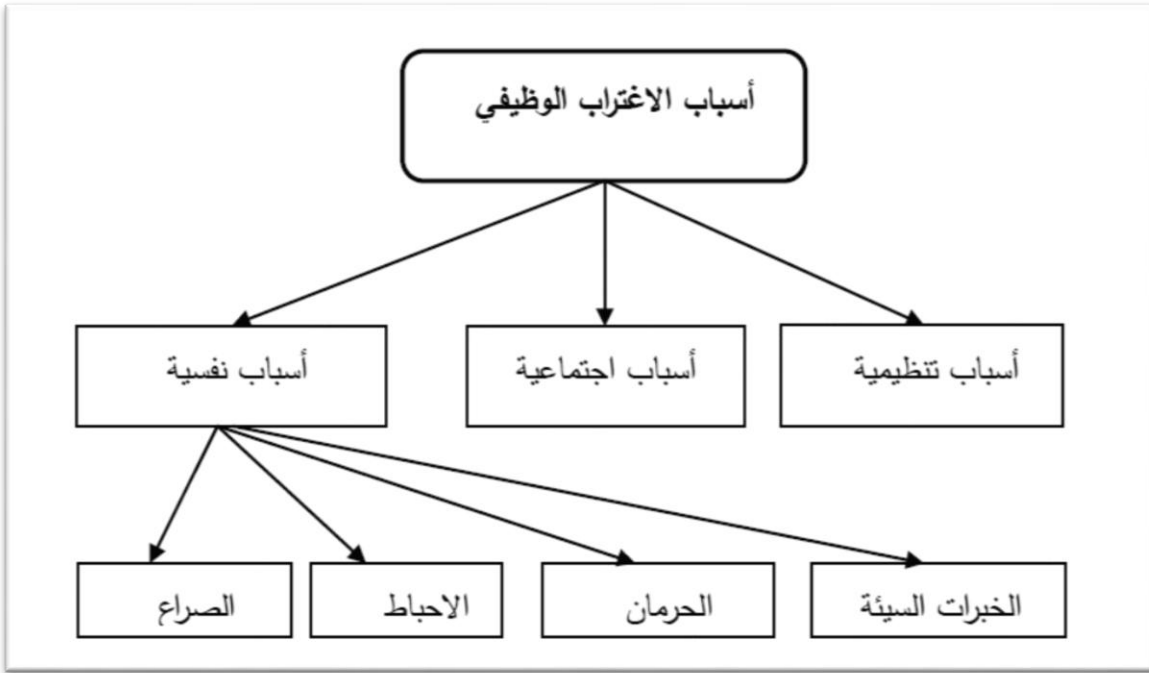 أسباب الاغتراب الوظيفي
أسباب تنظيمية
أسباب اجتماعية
أسباب نفسية
الخبرات السيئة
الحرمان
الاحباط
الصراع